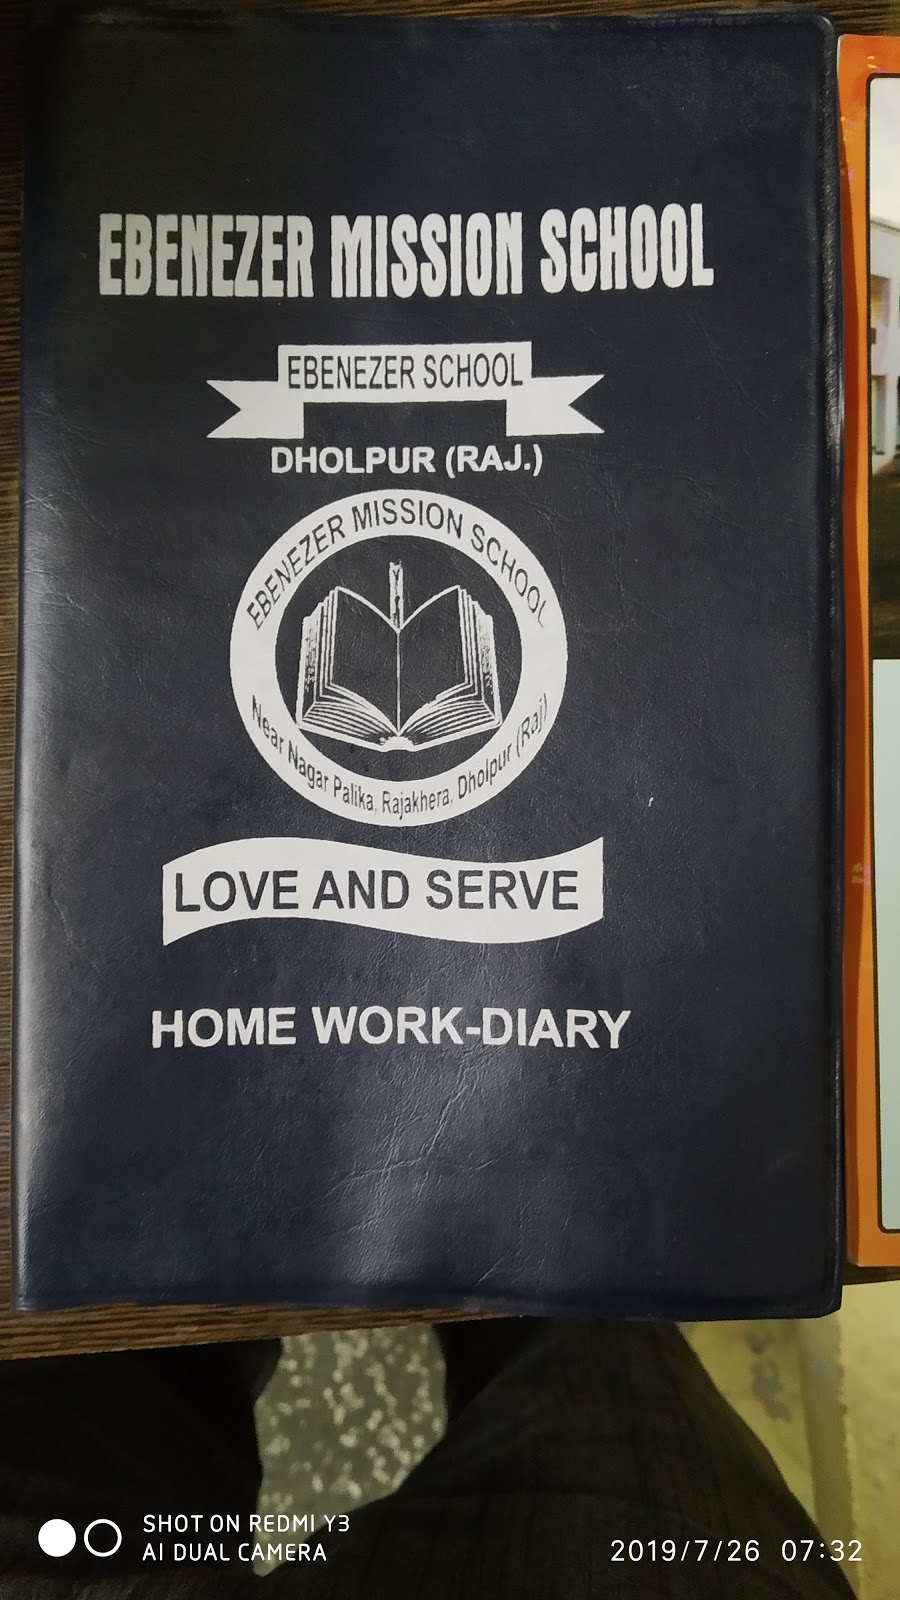 EBENEZER MISSION SCHOOL
EBENEZER SCHOOL
DHOLPUR (RAJ.)
EBENEZER MISSION SCHOOL
Near Nagar Palika, Rajakhera, Dholpur (Raj)
LOVE AND SERVE
HOME WORK-DIARY
SHOT ON REDMI Y3
AI DUAL CAMERA
2019/7/26 07:32